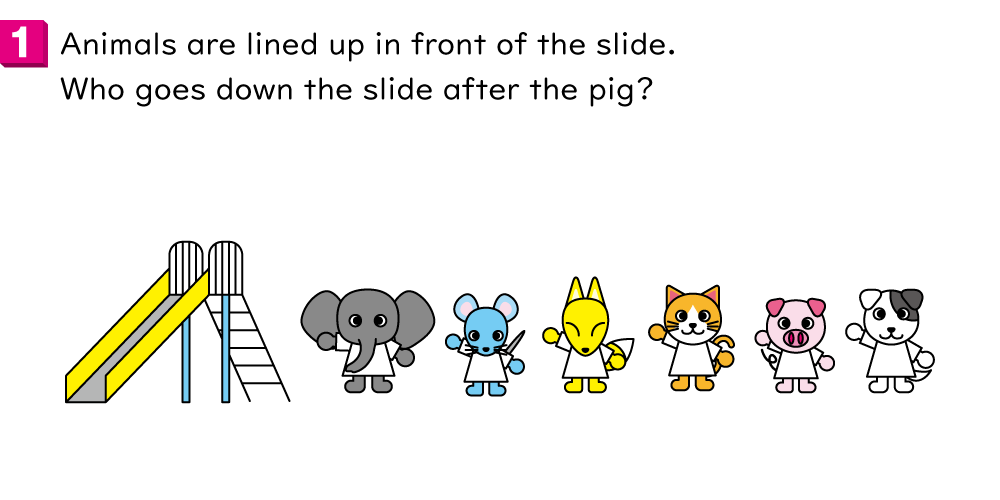 1
Animals are lined up in front of the slide.
Who goes down the slide after the pig?